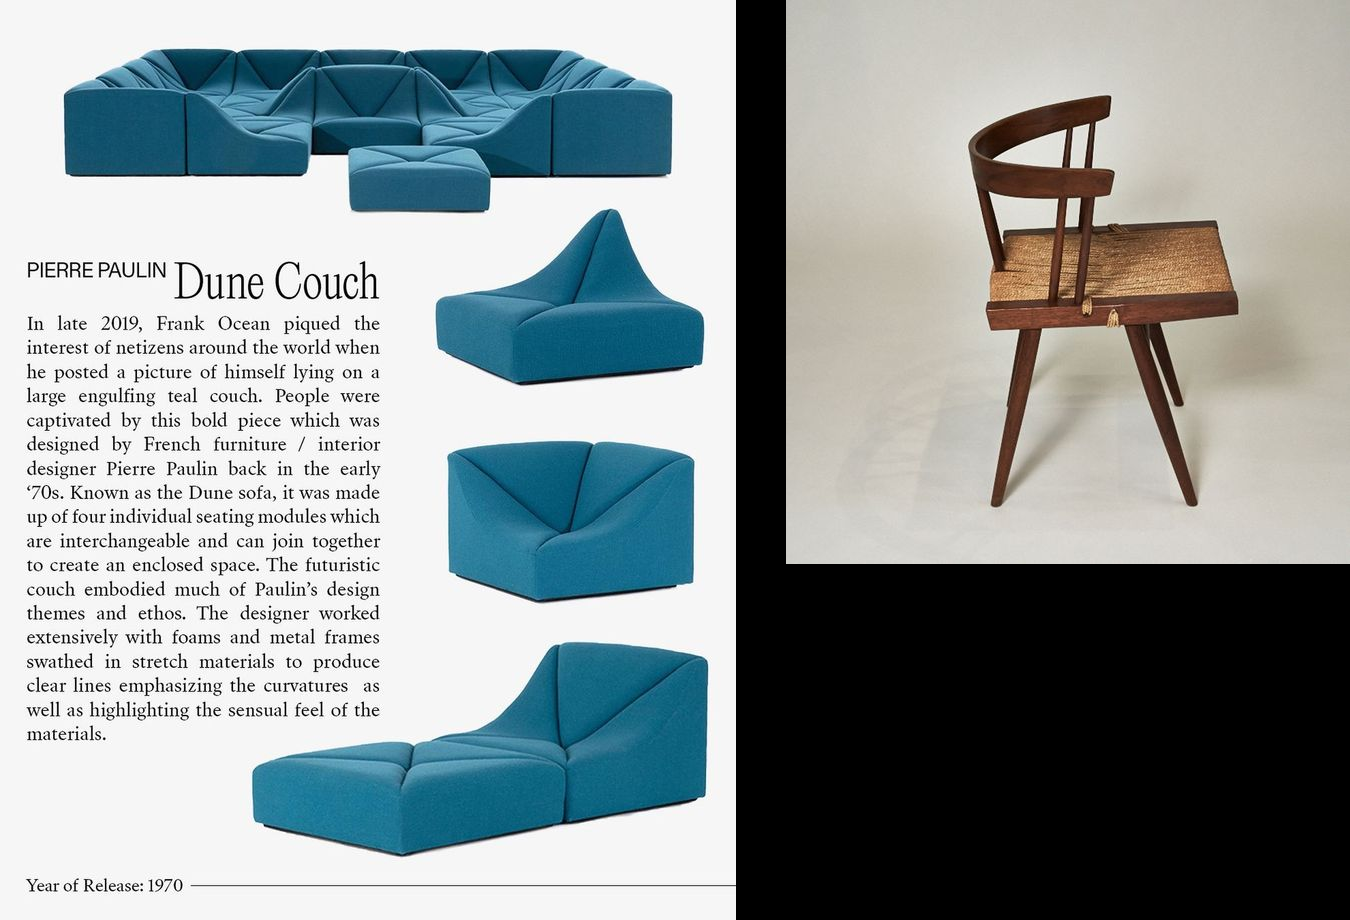 PIERRE PAULIN Dune Couch
In late 2019, Frank Ocean piqued the
interest of netizens around the world when
he posted a picture of himself lying on a
large engulfing teal couch. People were
captivated by this bold piece which was
designed by French furniture / interior
designer Pierre Paulin back in the early
‘70s. Known as the Dune sofa, it was made
up of four individual seating modules which
are interchangeable and can join together
to create an enclosed space. The futuristic
couch embodied much of Paulin’s design
themes and ethos. The designer worked
extensively with foams and metal frames
swathed in stretch materials to produce
clear lines emphasizing the curvatures as
well as highlighting the sensual feel of the
materials.
Year of Release: 1970